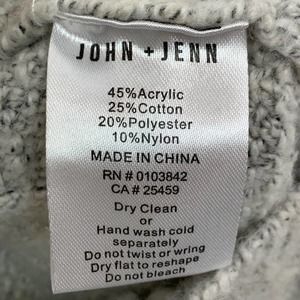 JOHN + JENN
45%Acrylic
25%Cotton
20%Polyester
10%Nylon
MADE IN CHINA
RN # 0103842
CA # 25459
Dry Clean
or
Hand wash cold
separately
Do not twist or wring
Dry flat to reshape
Do not bleach